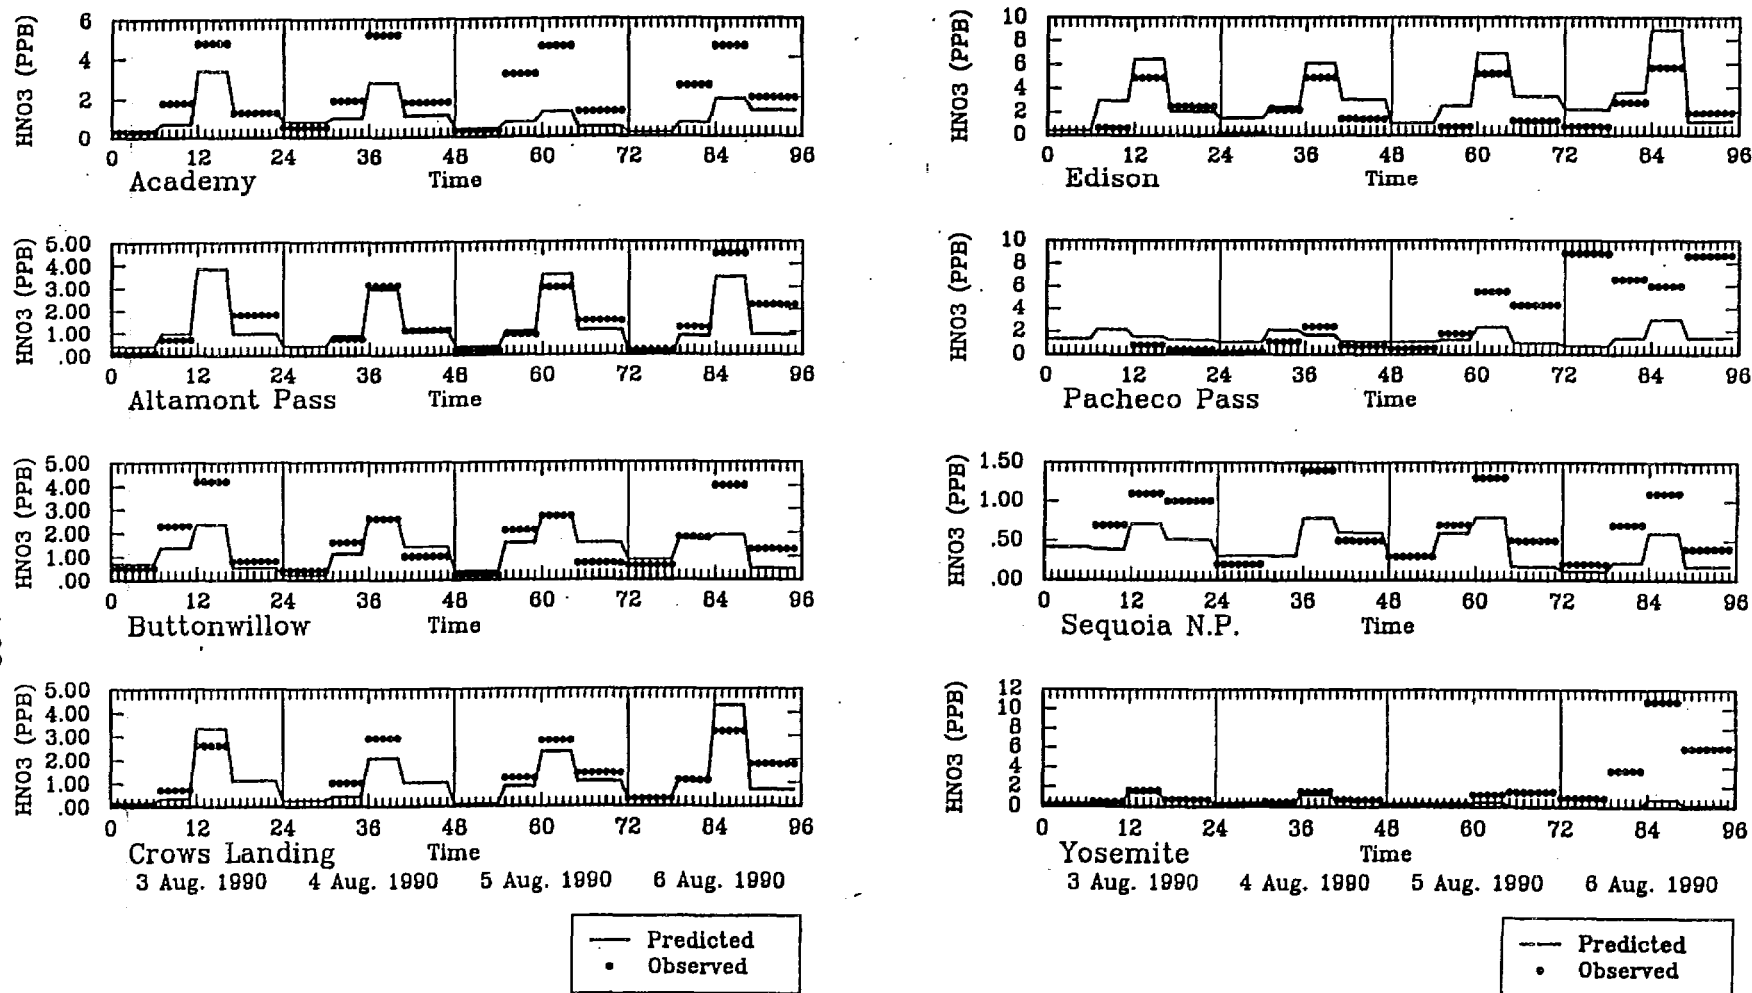 HNO3 (PPB)
6
4
2
0
0 12 24 36 48 60 72 84 96
Academy Time
HNO3 (PPB)
5.00
4.00
3.00
2.00
1.00
.00
0 12 24 36 48 60 72 84 96
Altamont Pass Time
HNO3 (PPB)
5.00
4.00
3.00
2.00
1.00
.00
0 12 24 36 48 60 72 84 96
Buttonwillow Time
HNO3 (PPB)
5.00
4.00
3.00
2.00
1.00
.00
0 12 24 36 48 60 72 84 96
Crows Landing Time
3 Aug. 1990 4 Aug. 1990 5 Aug. 1990 6 Aug. 1990
Predicted
Observed
HNO3 (PPB)
10
8
6
4
2
0
0 12 24 36 48 60 72 84 96
Edison Time
HNO3 (PPB)
10
8
6
4
2
0
0 12 24 36 48 60 72 84 96
Pacheco Pass Time
HNO3 (PPB)
1.50
1.00
.50
.00
0 12 24 36 48 60 72 84 96
Sequoia N.P. Time
HNO3 (PPB)
12
10
8
6
4
2
0
0 12 24 36 48 60 72 84 96
Yosemite Time
3 Aug. 1990 4 Aug. 1990 5 Aug. 1990 6 Aug. 1990
Predicted
Observed